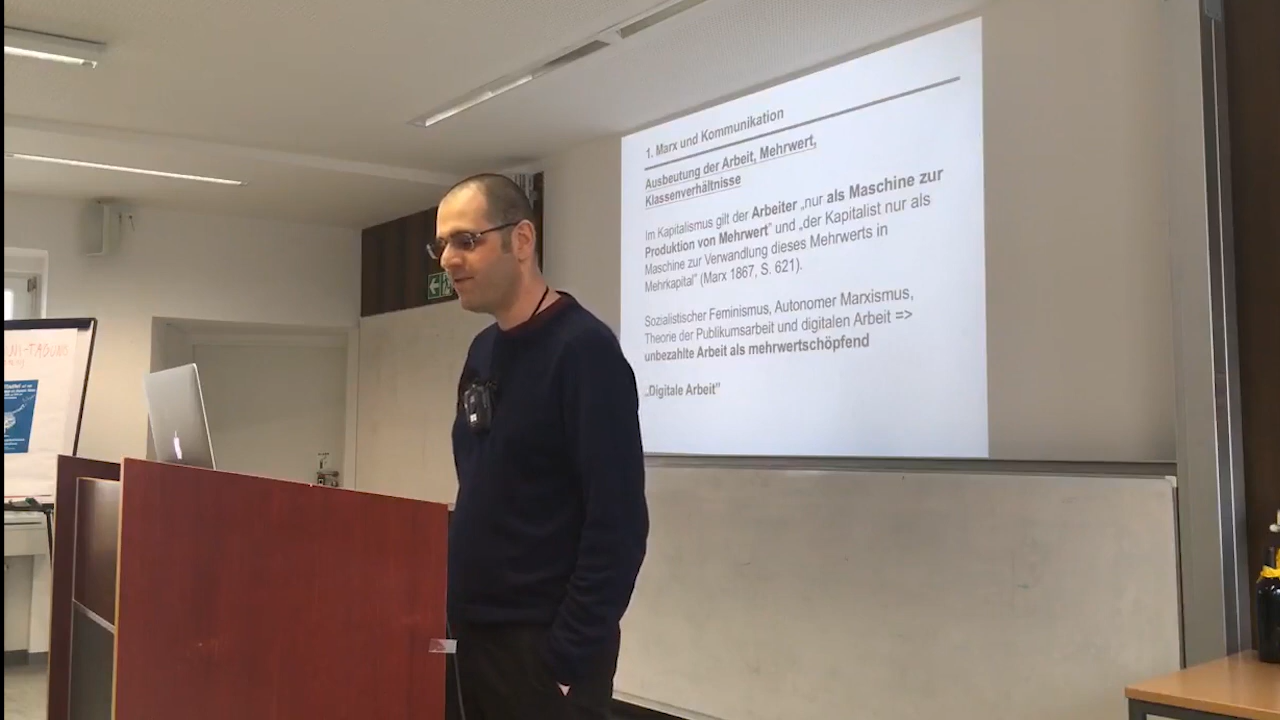 1. Marx und Kommunikation
Ausbeutung der Arbeit, Mehrwert,
Klassenverhältnisse
Im Kapitalismus gilt der Arbeiter „nur als Maschine zur
Produktion von Mehrwert" und „der Kapitalist nur als
Maschine zur Verwandlung dieses Mehrwerts in
Mehrkapital" (Marx 1867, S. 621).
Sozialistischer Feminismus, Autonomer Marxismus,
Theorie der Publikumsarbeit und digitalen Arbeit =>
unbezahlte Arbeit als mehrwertschöpfend
„Digitale Arbeit"